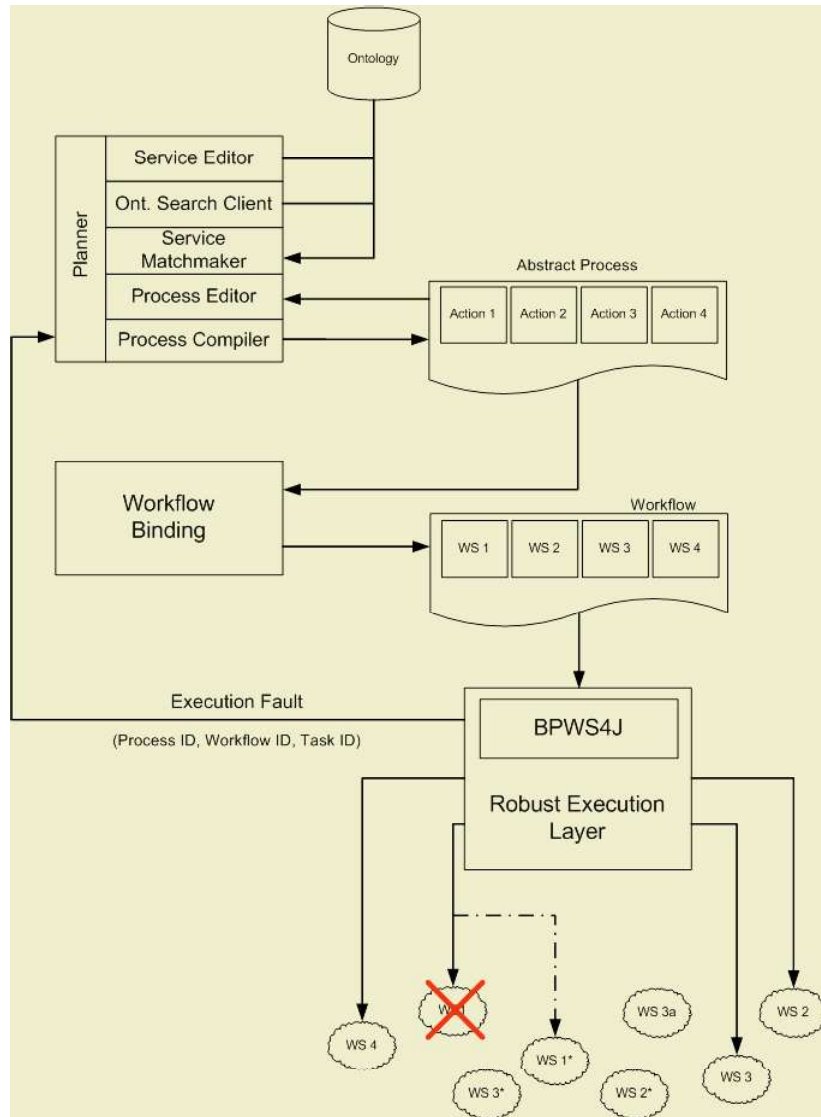 Ontology
Planner
Service Editor
Ont. Search Client
Service
Matchmaker
Process Editor
Process Compiler
Abstract Process
Action 1
Action 2
Action 3
Action 4
Workflow
Binding
Workflow
WS 1
WS 2
WS 3
WS 4
Execution Fault
(Process ID, Workflow ID, Task ID)
BPWS4J
Robust Execution
Layer
WS 3a
WS 2
WS 4
WS 1*
WS 3
WS 3*
WS 2*